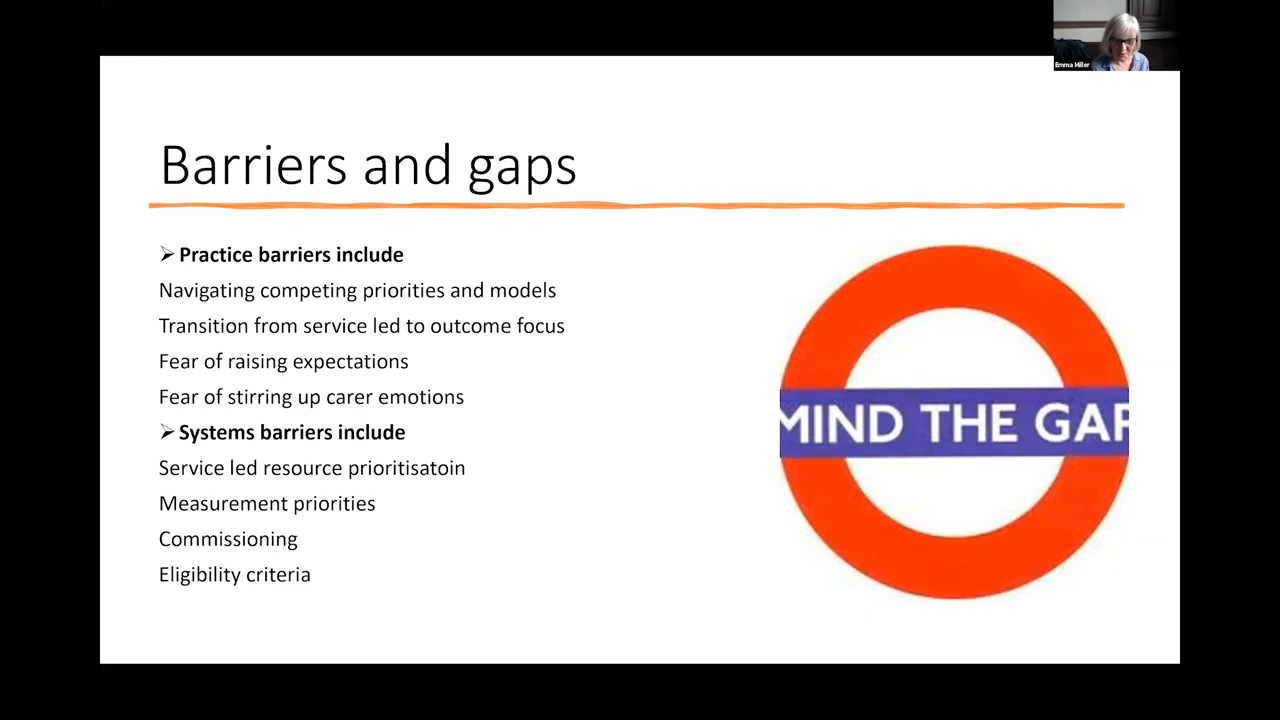 Emma Miller
Barriers and gaps
➢ Practice barriers include
Navigating competing priorities and models
Transition from service led to outcome focus
Fear of raising expectations
Fear of stirring up carer emotions
➢ Systems barriers include
Service led resource prioritisatoin
Measurement priorities
Commissioning
Eligibility criteria
MIND THE GAP